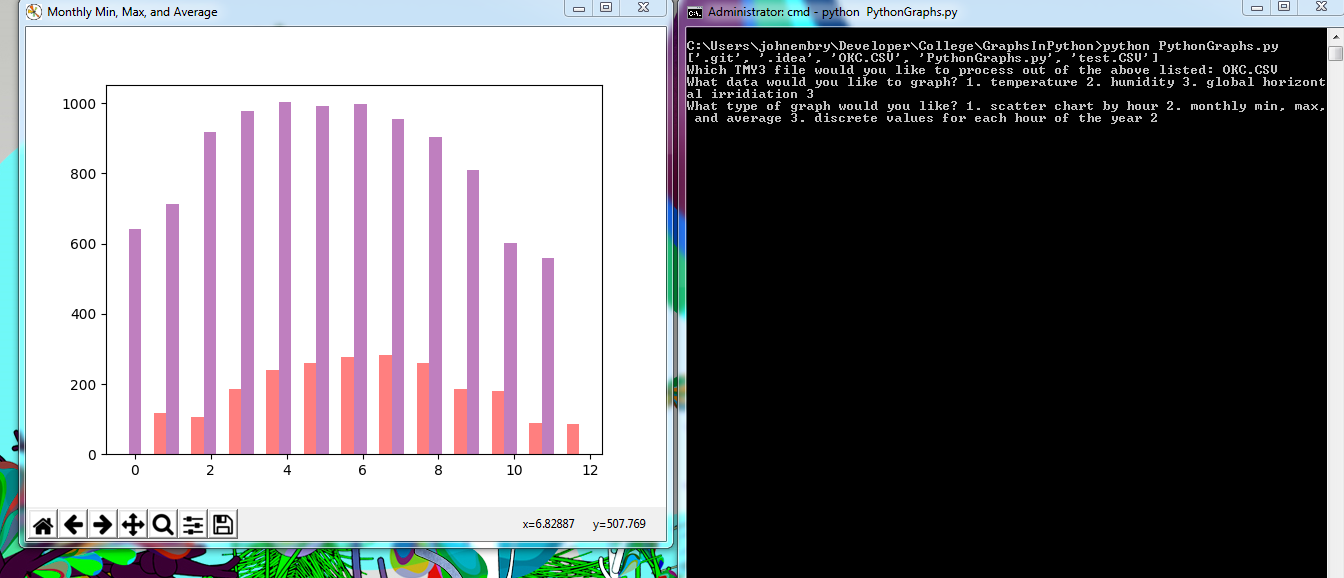 Monthly Min, Max, and Average
1000
800
600
400
200
0
0 2 4 6 8 10 12
x=6.82887 y=507.769
Administrator: cmd - python PythonGraphs.py
C:\Users\johnembry\Developer\College\GraphsInPython>python PythonGraphs.py
['.git', '.idea', 'OKC.CSV', 'PythonGraphs.py', 'test.CSV']
Which TMY3 file would you like to process out of the above listed: OKC.CSV
What data would you like to graph? 1. temperature 2. humidity 3. global horizont
al irridiation 3
What type of graph would you like? 1. scatter chart by hour 2. monthly min, max,
and average 3. discrete values for each hour of the year 2